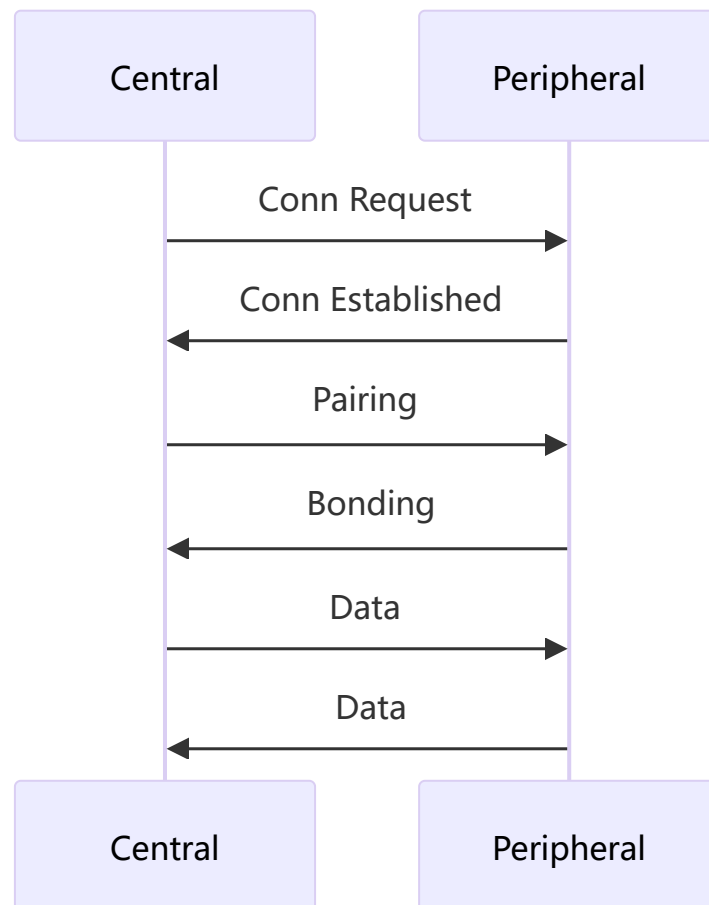 Central
Peripheral
Conn Request
Conn Established
Pairing
Bonding
Data
Data
Central
Peripheral